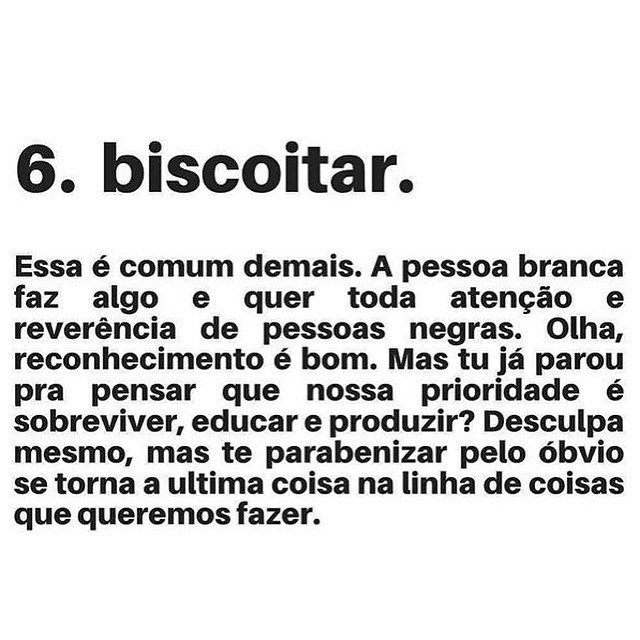 6. biscoitar.
Essa é comum demais. A pessoa branca
faz algo e quer toda atenção e
reverência de pessoas negras. Olha,
reconhecimento é bom. Mas tu já parou
pra pensar que nossa prioridade é
sobreviver, educar e produzir? Desculpa
mesmo, mas te parabenizar pelo óbvio
se torna a ultima coisa na linha de coisas
que queremos fazer.